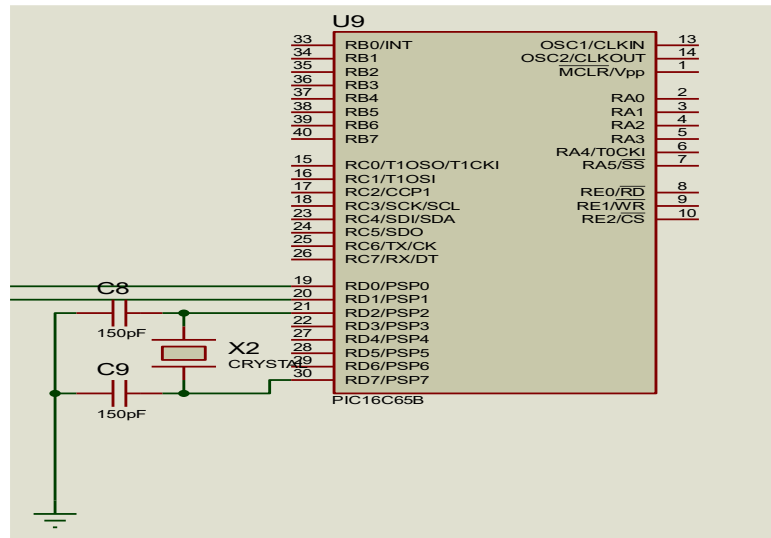 U9
33 RB0/INT OSC1/CLKIN 13
34 RB1 OSC2/CLKOUT 14
35 RB2 MCLR/Vpp 1
36 RB3
37 RB4 RA0 2
38 RB5 RA1 3
39 RB6 RA2 4
40 RB7 RA3 5
RA4/T0CKI 6
15 RC0/T1OSO/T1CKI RA5/SS 7
16 RC1/T1OSI
17 RC2/CCP1 RE0/RD 8
18 RC3/SCK/SCL RE1/WR 9
23 RC4/SDI/SDA RE2/CS 10
24 RC5/SDO
25 RC6/TX/CK
26 RC7/RX/DT
19 RD0/PSP0
C8
20 RD1/PSP1
21 RD2/PSP2
150pF
22 RD3/PSP3
27 RD4/PSP4
X2
28 RD5/PSP5
CRYSTAL
29 RD6/PSP6
C9
30 RD7/PSP7
PIC16C65B
150pF